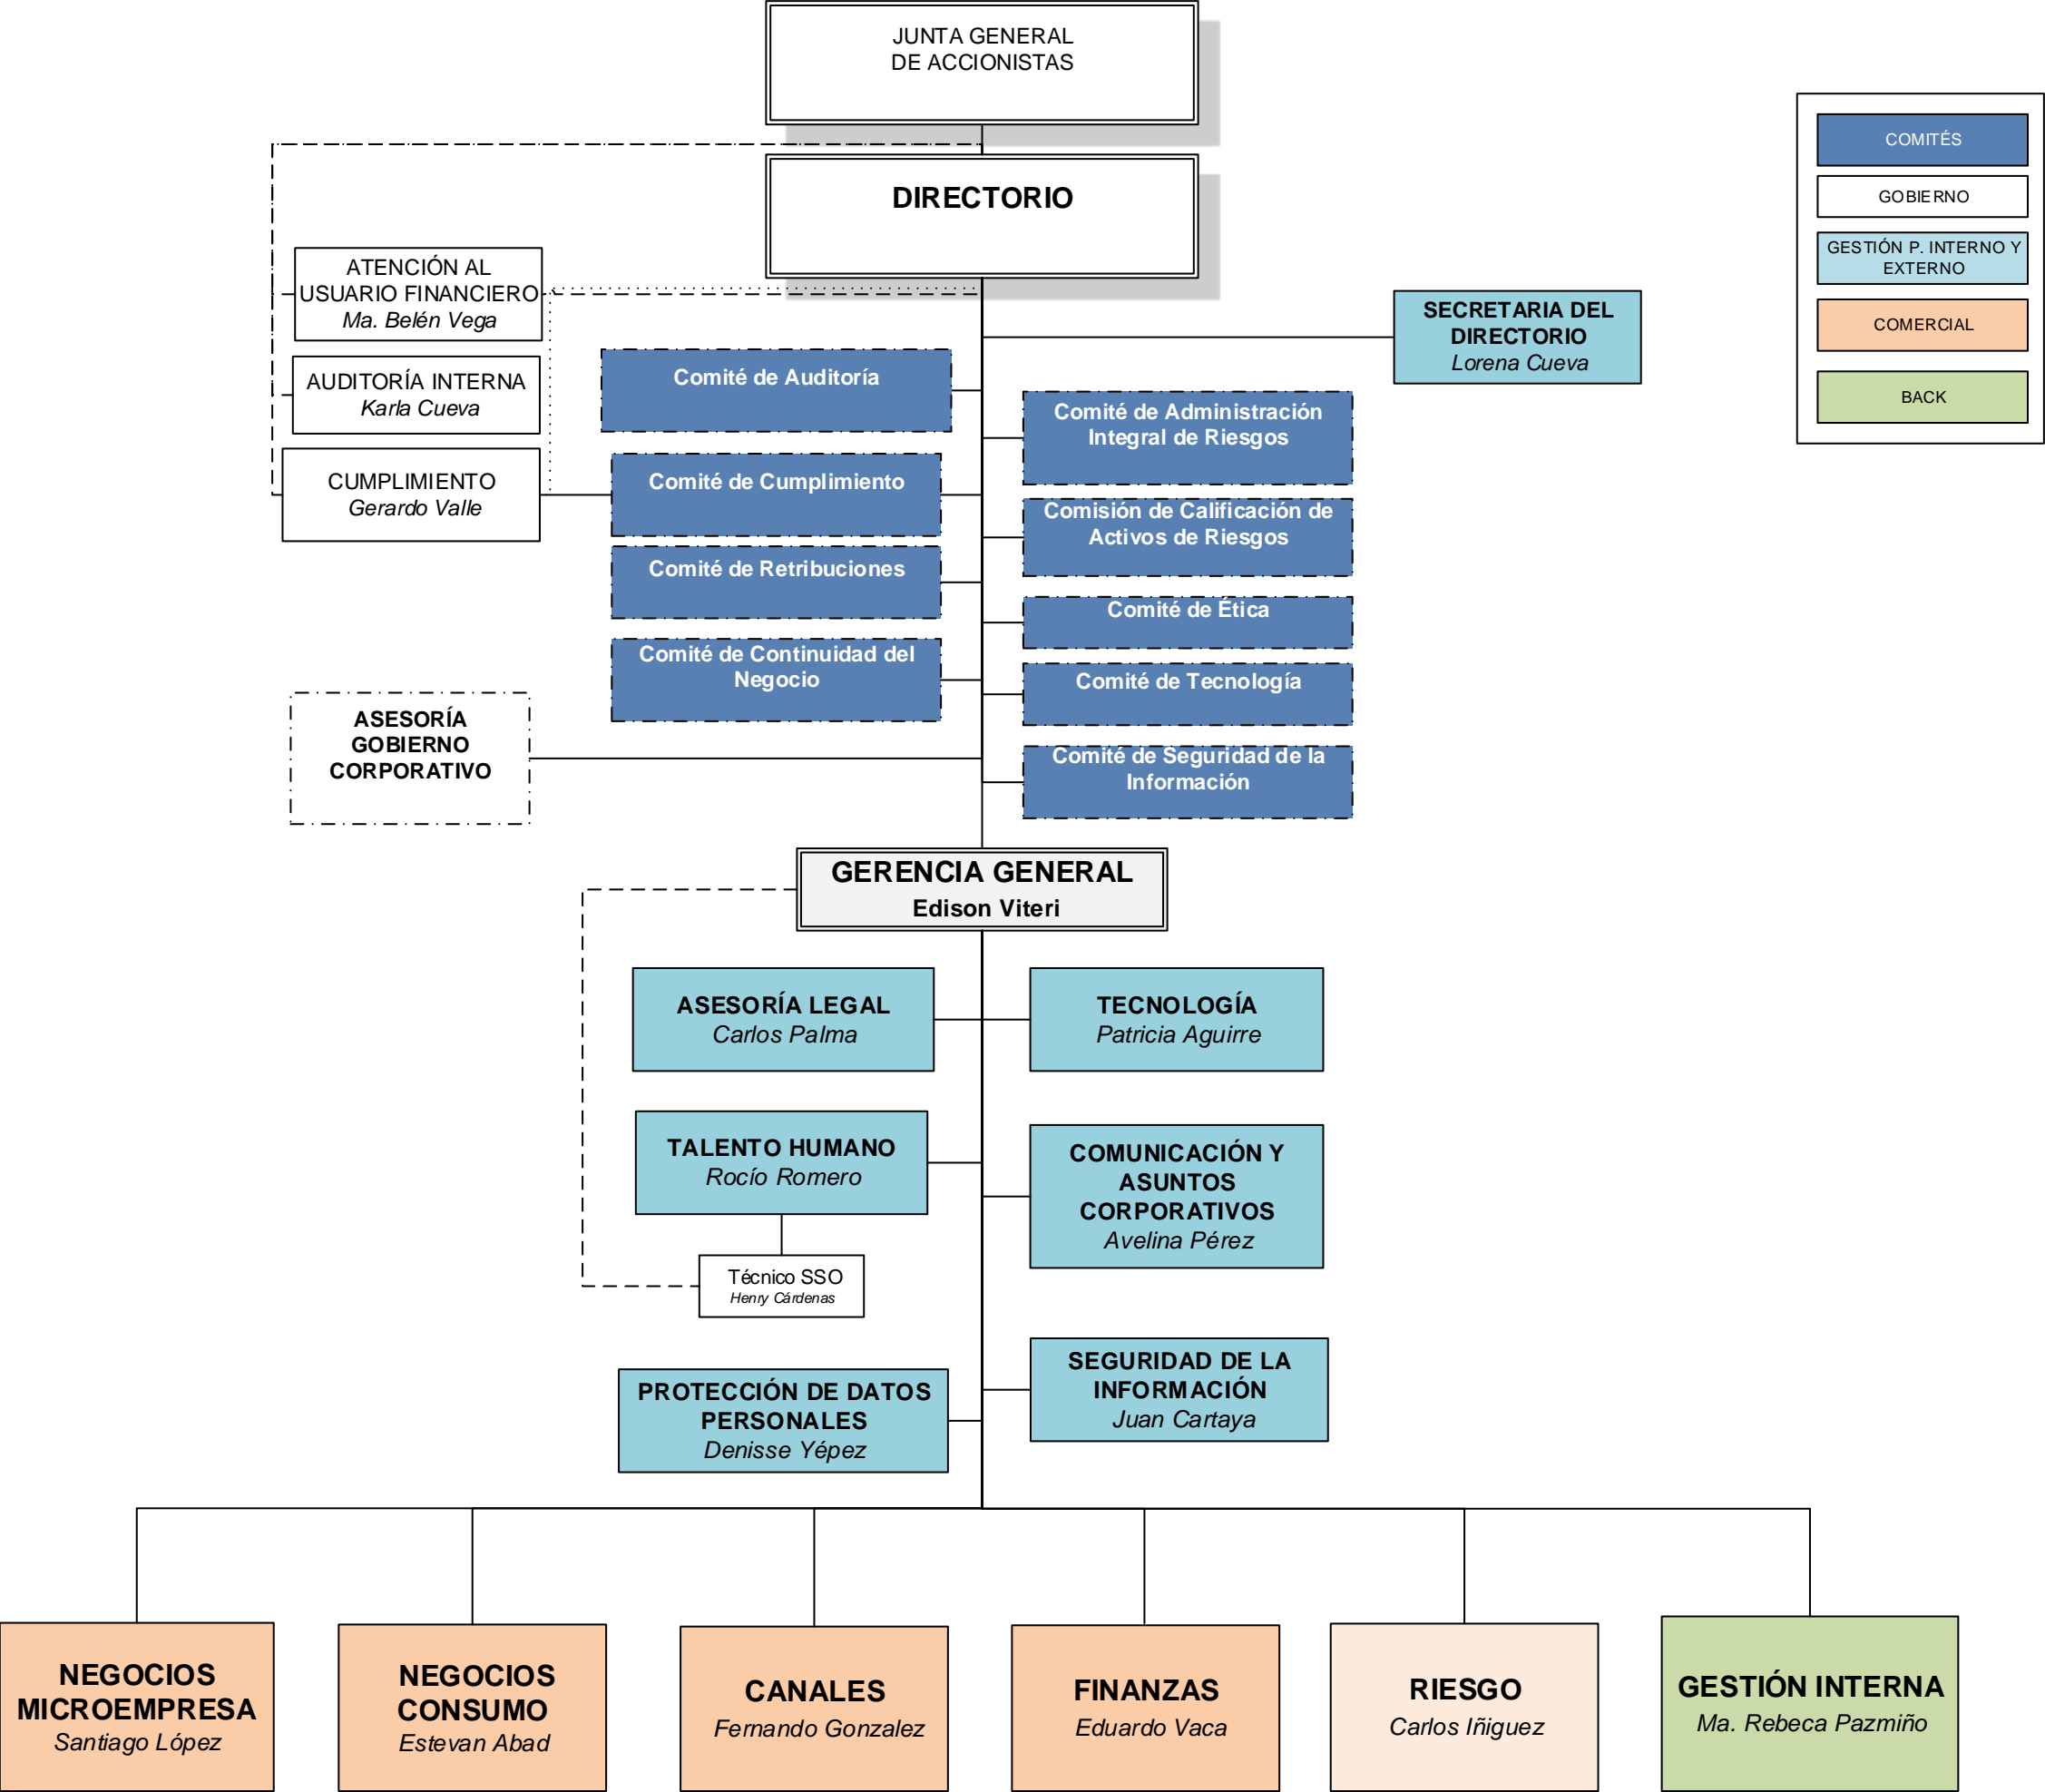 JUNTA GENERAL
DE ACCIONISTAS
DIRECTORIO
COMITÉS
GOBIERNO
GESTIÓN P. INTERNO Y
EXTERNO
COMERCIAL
BACK
ATENCIÓN AL
USUARIO FINANCIERO
Ma. Belén Vega
AUDITORÍA INTERNA
Karla Cueva
CUMPLIMIENTO
Gerardo Valle
SECRETARIA DEL
DIRECTORIO
Lorena Cueva
Comité de Auditoría
Comité de Cumplimiento
Comité de Retribuciones
Comité de Continuidad del
Negocio
Comité de Administración
Integral de Riesgos
Comisión de Calificación de
Activos de Riesgos
Comité de Ética
Comité de Tecnología
Comité de Seguridad de la
Información
ASESORÍA
GOBIERNO
CORPORATIVO
GERENCIA GENERAL
Edison Viteri
ASESORÍA LEGAL
Carlos Palma
TECNOLOGÍA
Patricia Aguirre
TALENTO HUMANO
Rocío Romero
COMUNICACIÓN Y
ASUNTOS
CORPORATIVOS
Avelina Pérez
Técnico SSO
Henry Cárdenas
SEGURIDAD DE LA
INFORMACIÓN
Juan Cartaya
PROTECCIÓN DE DATOS
PERSONALES
Denisse Yépez
NEGOCIOS
MICROEMPRESA
Santiago López
NEGOCIOS
CONSUMO
Estevan Abad
CANALES
Fernando Gonzalez
FINANZAS
Eduardo Vaca
RIESGO
Carlos Iñiguez
GESTIÓN INTERNA
Ma. Rebeca Pazmiño